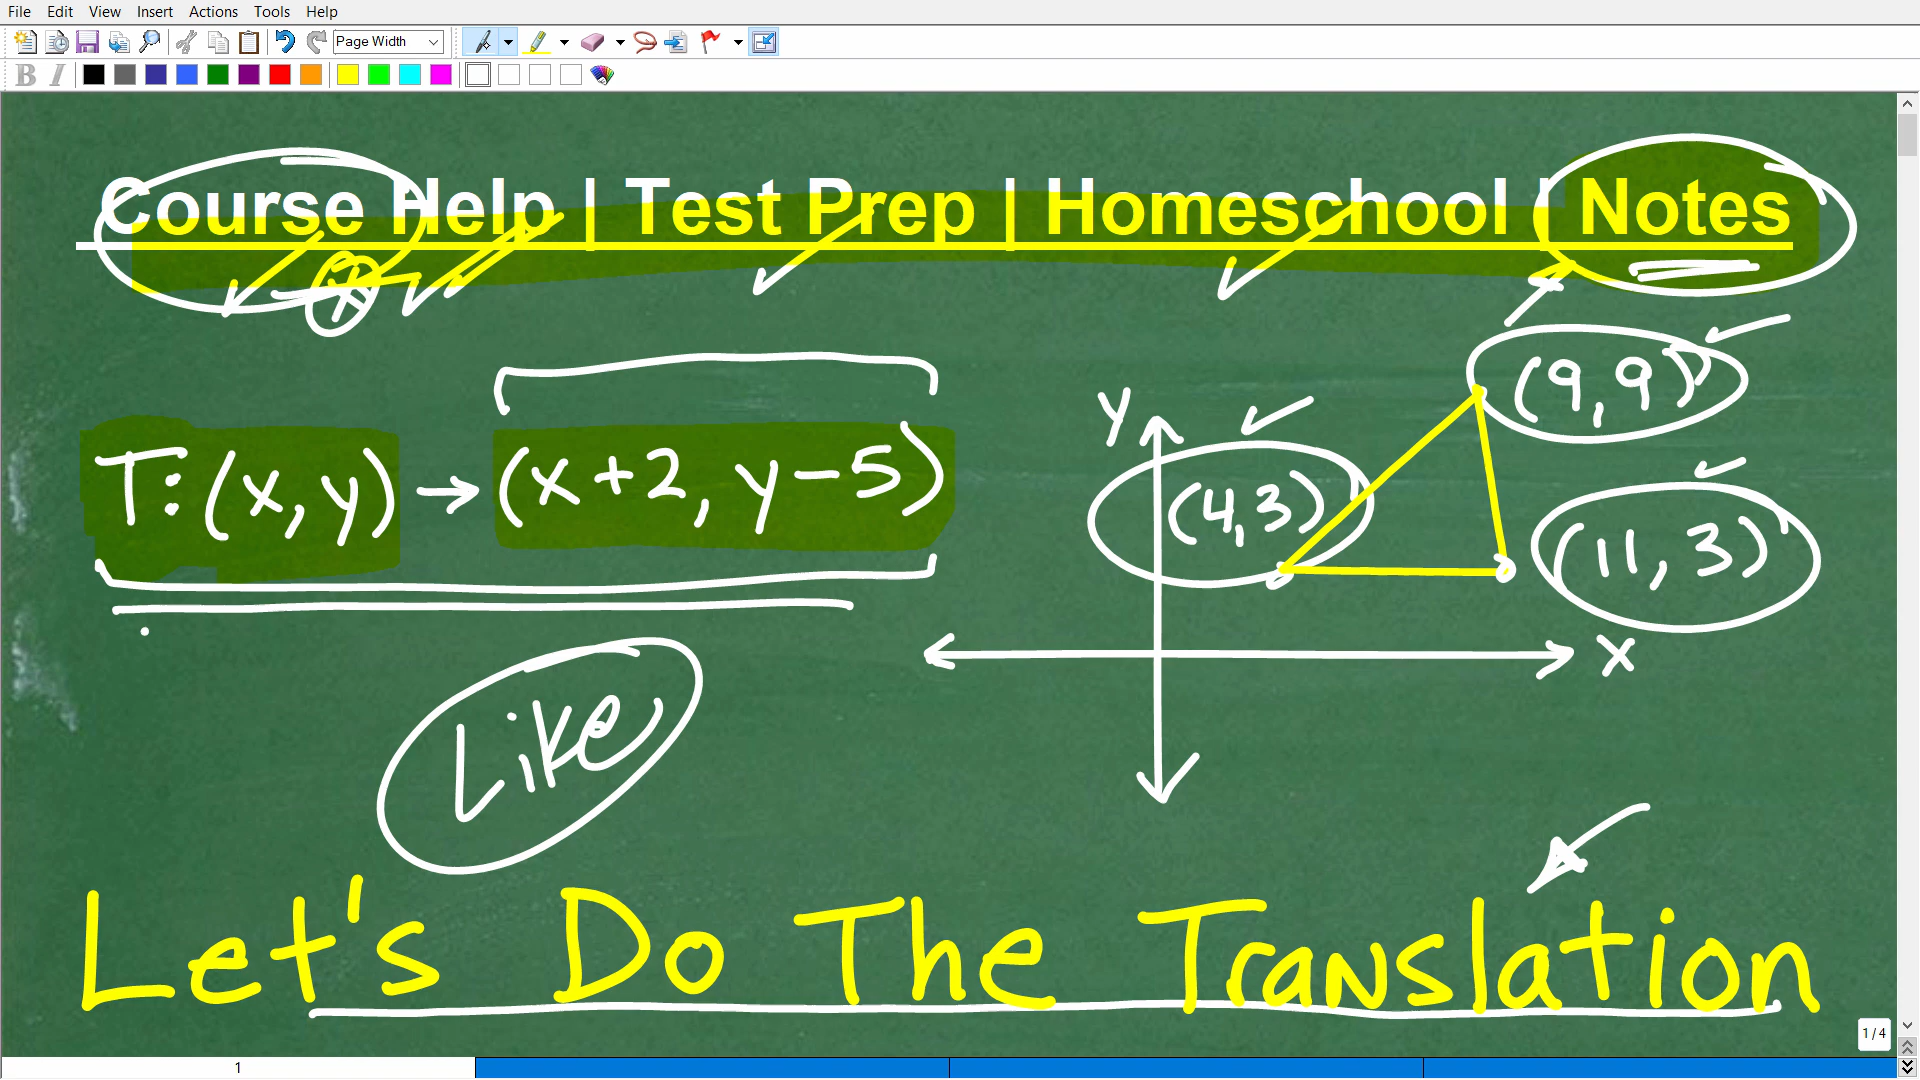 File Edit View Insert Actions Tools Help
Page Width
B I
Course Help | Test Prep | Homeschool | Notes
(9,9)
y
T:(x,y)→(x+2, y-5)
(4,3)
(11,3)
x
Like
Let's Do The Translation
1 / 4
1